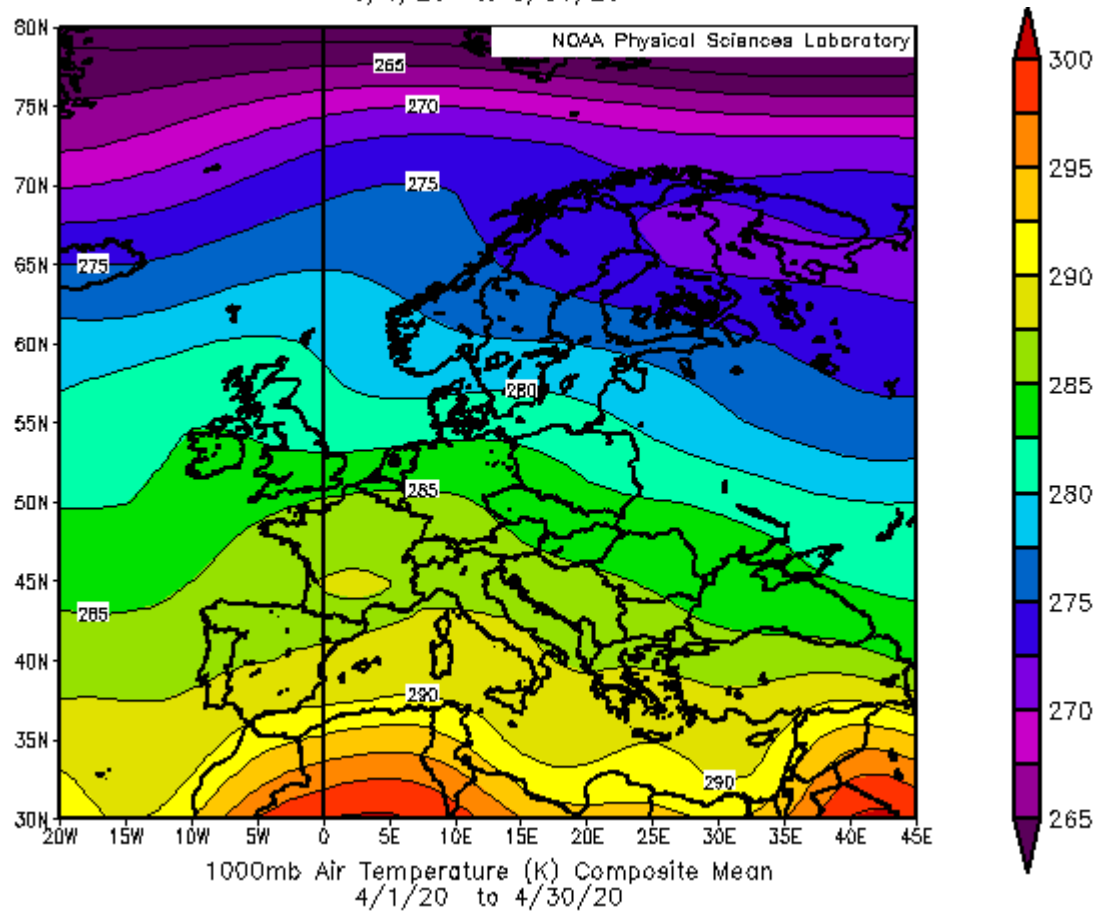 NOAA Physical Sciences Laboratory
80N
75N
70N
65N
60N
55N
50N
45N
40N
35N
30N
265
270
275
275
280
285
285
290
290
20W 15W 10W 5W 0 5E 10E 15E 20E 25E 30E 35E 40E 45E
300
295
290
285
280
275
270
265
1000mb Air Temperature (K) Composite Mean
4/1/20 to 4/30/20